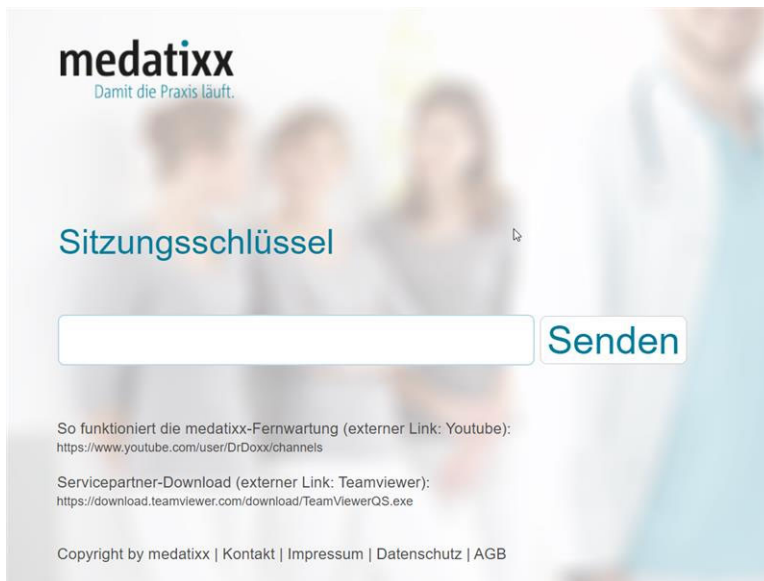 medatixx
Damit die Praxis läuft.
Sitzungsschlüssel
Senden
So funktioniert die medatixx-Fernwartung (externer Link: Youtube):
https://www.youtube.com/user/DrDoxx/channels
Servicepartner-Download (externer Link: Teamviewer):
https://download.teamviewer.com/download/TeamViewerQS.exe
Copyright by medatixx | Kontakt | Impressum | Datenschutz | AGB